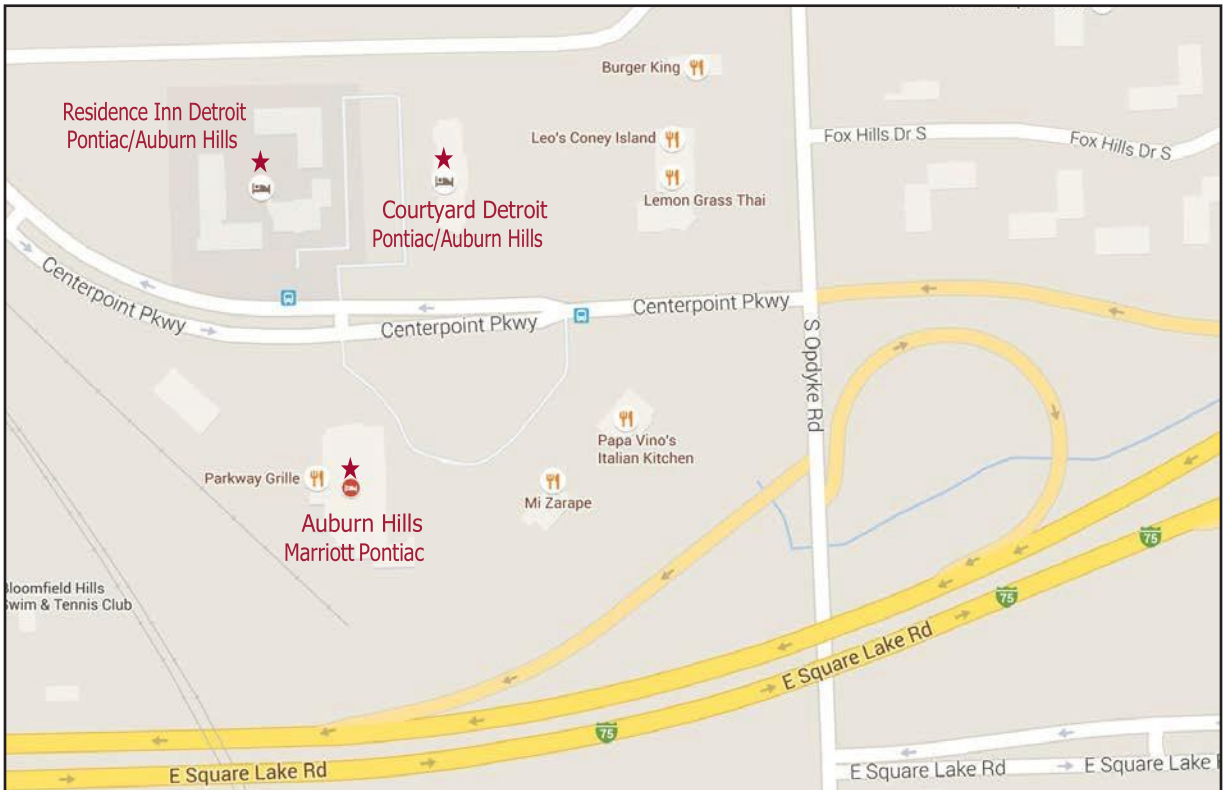 Burger King
Residence Inn Detroit
Pontiac/Auburn Hills
Leo's Coney Island
Fox Hills Dr S
Fox Hills Dr S
Lemon Grass Thai
Courtyard Detroit
Pontiac/Auburn Hills
Centerpoint Pkwy
Centerpoint Pkwy
Centerpoint Pkwy
S Opdyke Rd
Papa Vino's
Italian Kitchen
Parkway Grille
Mi Zarape
Auburn Hills
Marriott Pontiac
75
Bloomfield Hills
Swim & Tennis Club
75
E Square Lake Rd
75
E Square Lake Rd
E Square Lake Rd
E Square Lake